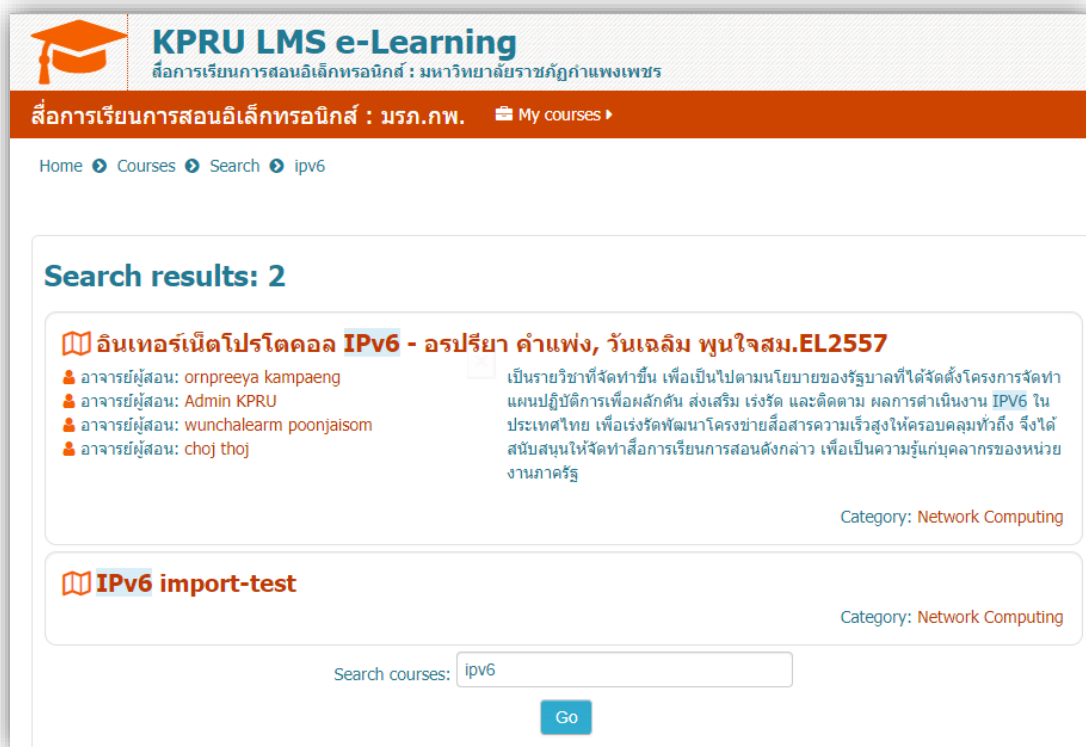 KPRU LMS e-Learning
สื่อการเรียนการสอนอิเล็กทรอนิกส์ : มหาวิทยาลัยราชภัฏกำแพงเพชร
สื่อการเรียนการสอนอิเล็กทรอนิกส์ : มรภ.กพ. My courses
Home Courses Search ipv6
Search results: 2
อินเทอร์เน็ตโปรโตคอล IPv6 - อรปรียา คำแพ่ง, วันเฉลิม พูนใจสม.EL2557
อาจารย์ผู้สอน: ornpreeya kampaeng
อาจารย์ผู้สอน: Admin KPRU
อาจารย์ผู้สอน: wunchalearm poonjaisom
อาจารย์ผู้สอน: choj thoj
เป็นรายวิชาที่จัดทำขึ้น เพื่อเป็นไปตามนโยบายของรัฐบาลที่ได้จัดตั้งโครงการจัดทำ
แผนปฏิบัติการเพื่อผลักดัน ส่งเสริม เร่งรัด และติดตาม ผลการดำเนินงาน IPV6 ใน
ประเทศไทย เพื่อเร่งรัดพัฒนาโครงข่ายสื่อสารความเร็วสูงให้ครอบคลุมทั่วถึง จึงได้
สนับสนุนให้จัดทำสื่อการเรียนการสอนดังกล่าว เพื่อเป็นความรู้แก่บุคลากรของหน่วย
งานภาครัฐ
Category: Network Computing
IPv6 import-test
Category: Network Computing
Search courses: ipv6
Go